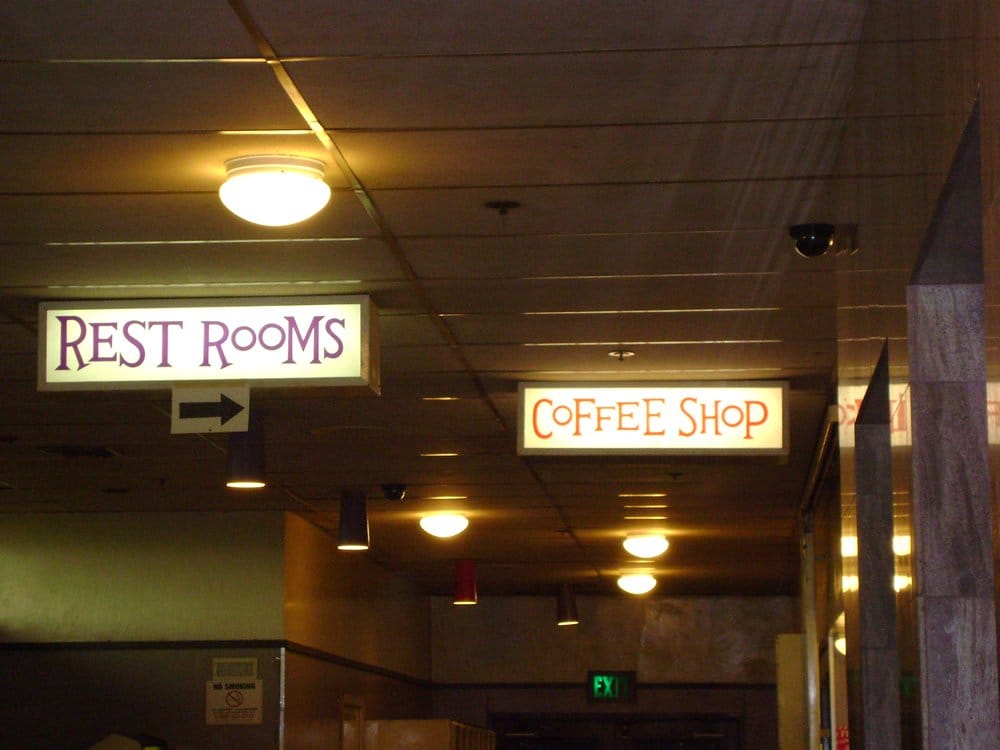 REST ROOMS
COFFEE SHOP
EXIT
NO SMOKING